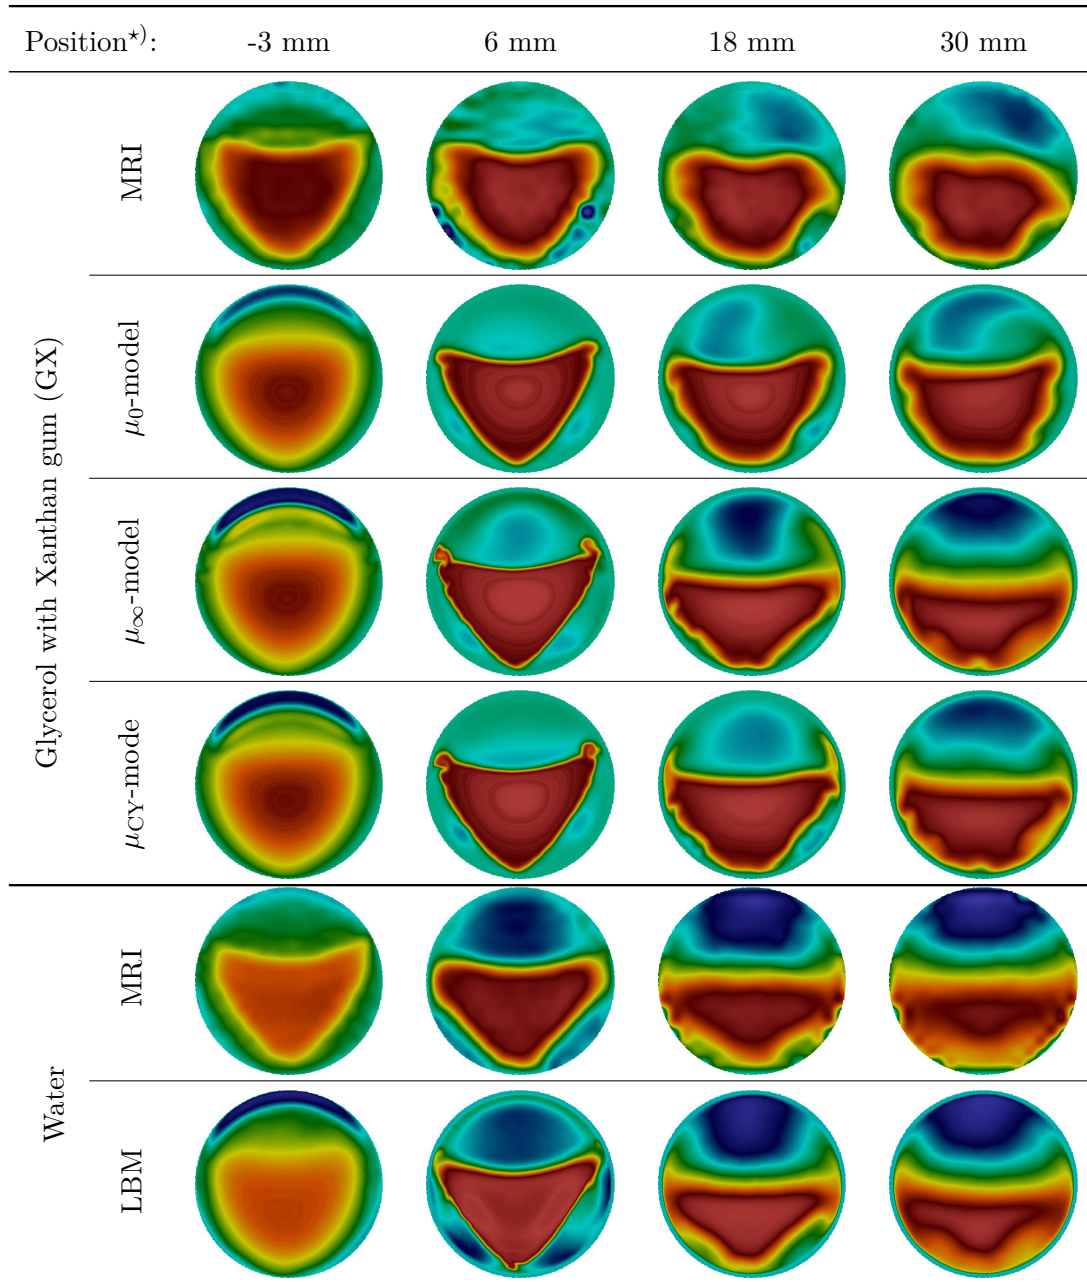 Position⋆): -3 mm 6 mm 18 mm 30 mm
Glycerol with Xanthan gum (GX)
MRI
μ0-model
μ∞-model
μCY-mode
Water
MRI
LBM